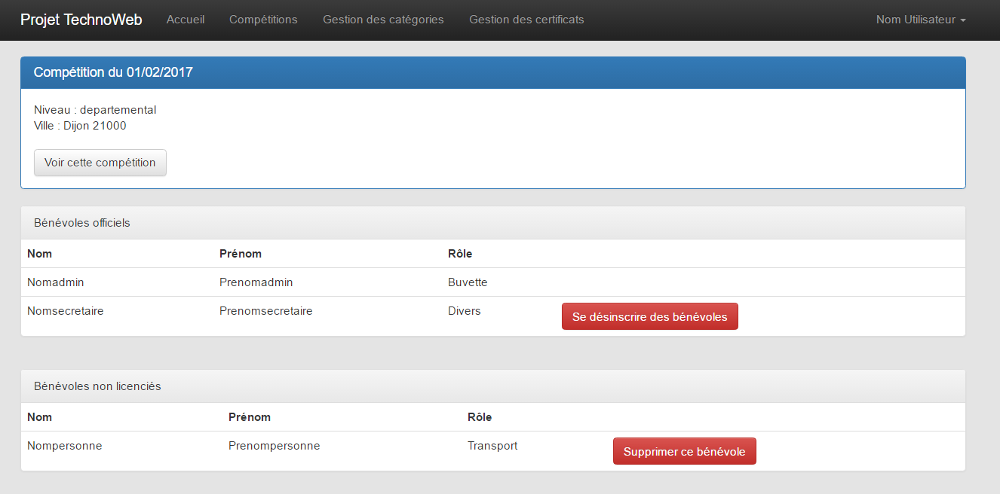 Projet TechnoWeb Accueil Compétitions Gestion des catégories Gestion des certificats Nom Utilisateur
Compétition du 01/02/2017
Niveau : departemental
Ville : Dijon 21000
Voir cette compétition
Bénévoles officiels
Nom Prénom Rôle
Nomadmin Prenomadmin Buvette
Nomsecretaire Prenomsecretaire Divers Se désinscrire des bénévoles
Bénévoles non licenciés
Nom Prénom Rôle
Nompersonne Prenompersonne Transport Supprimer ce bénévole